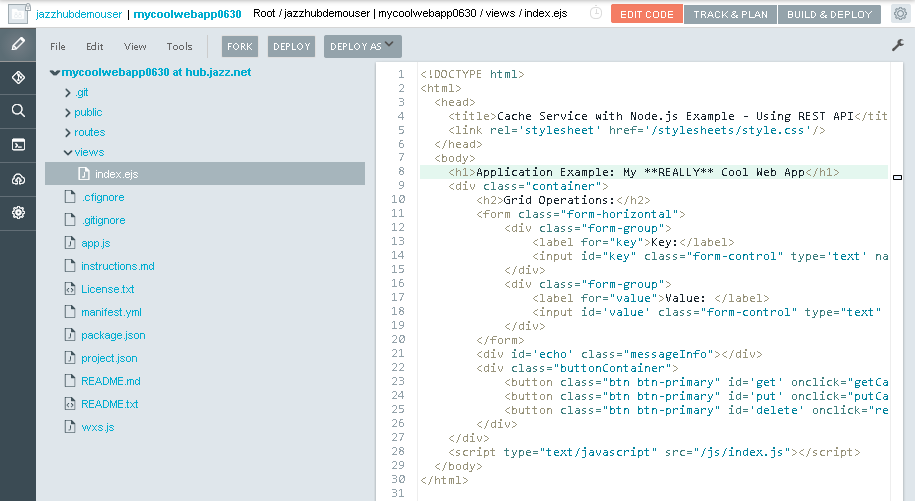 jazzhubdemouser | mycoolwebapp0630 Root / jazzhubdemouser | mycoolwebapp0630 / views / index.ejs EDIT CODE TRACK & PLAN BUILD & DEPLOY
File Edit View Tools FORK DEPLOY DEPLOY AS
mycoolwebapp0630 at hub.jazz.net
.git
public
routes
views
index.ejs
.cfignore
.gitignore
app.js
instructions.md
License.txt
manifest.yml
package.json
project.json
README.md
README.txt
wxs.js
1 <!DOCTYPE html>
2 <html>
3 <head>
4 <title>Cache Service with Node.js Example - Using REST API</tit
5 <link rel='stylesheet' href='/stylesheets/style.css'/>
6 </head>
7 <body>
8 <h1>Application Example: My **REALLY** Cool Web App</h1>
9 <div class="container">
10 <h2>Grid Operations:</h2>
11 <form class="form-horizontal">
12 <div class="form-group">
13 <label for="key">Key:</label>
14 <input id="key" class="form-control" type='text' na
15 </div>
16 <div class="form-group">
17 <label for="value">Value: </label>
18 <input id='value' class="form-control" type="text"
19 </div>
20 </form>
21 <div id='echo' class="messageInfo"></div>
22 <div class="buttonContainer">
23 <button class="btn btn-primary" id='get' onclick="getCa
24 <button class="btn btn-primary" id='put' onclick="putCa
25 <button class="btn btn-primary" id='delete' onclick="re
26 </div>
27 </div>
28 <script type="text/javascript" src="/js/index.js"></script>
29 </body>
30 </html>
31